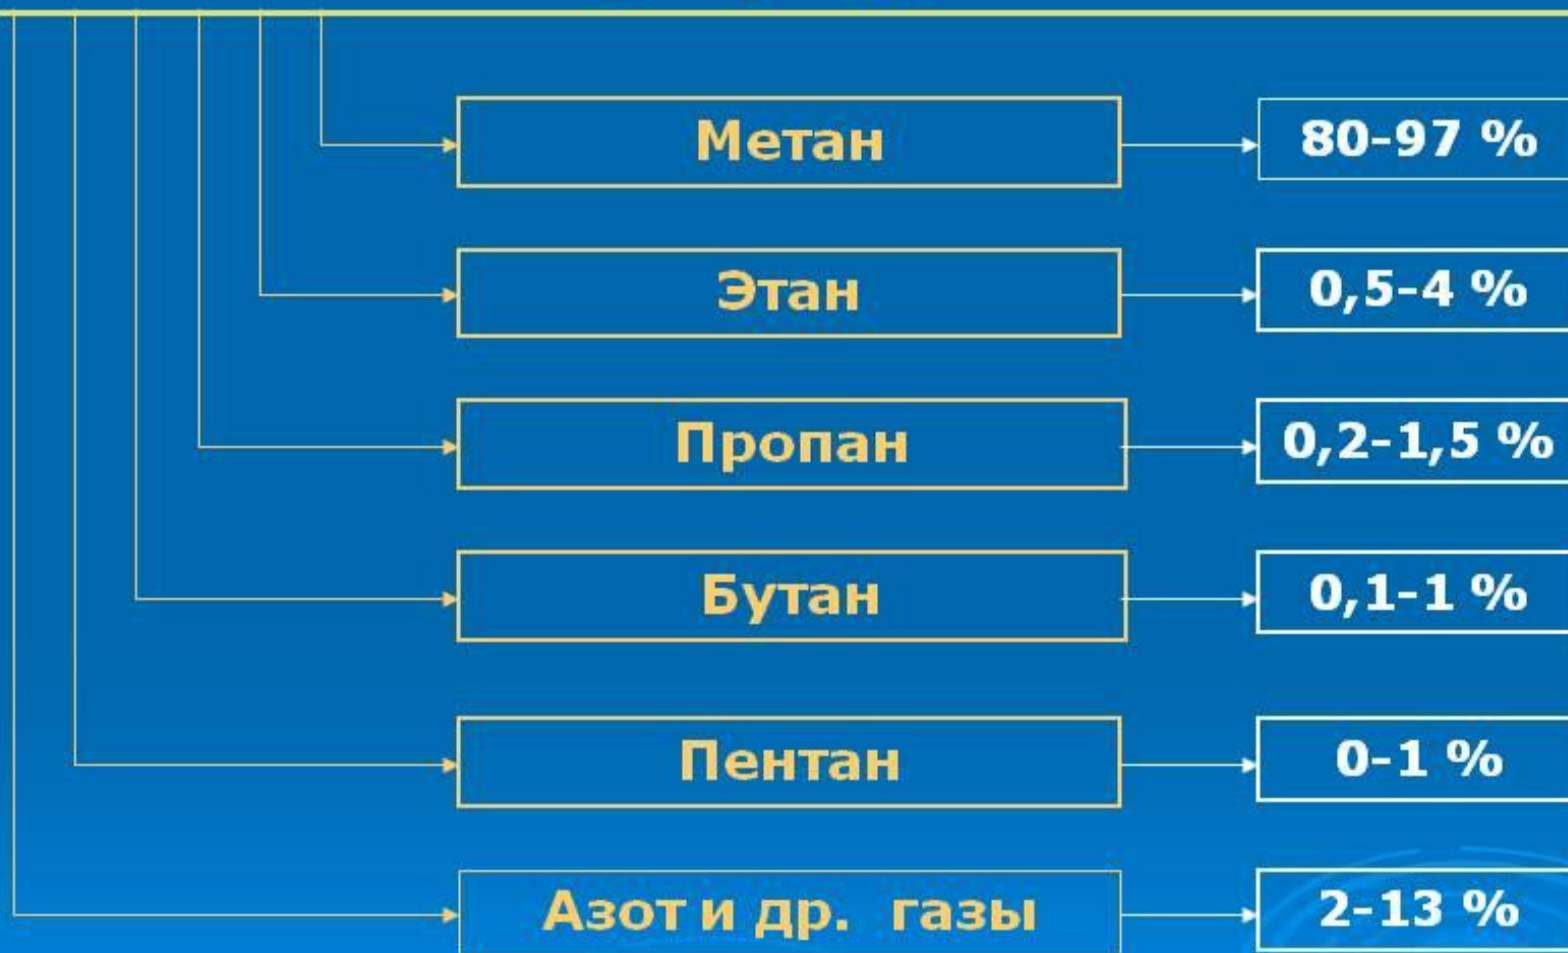 Метан 80-97 %
Этан 0,5-4 %
Пропан 0,2-1,5 %
Бутан 0,1-1 %
Пентан 0-1 %
Азот и др. газы 2-13 %